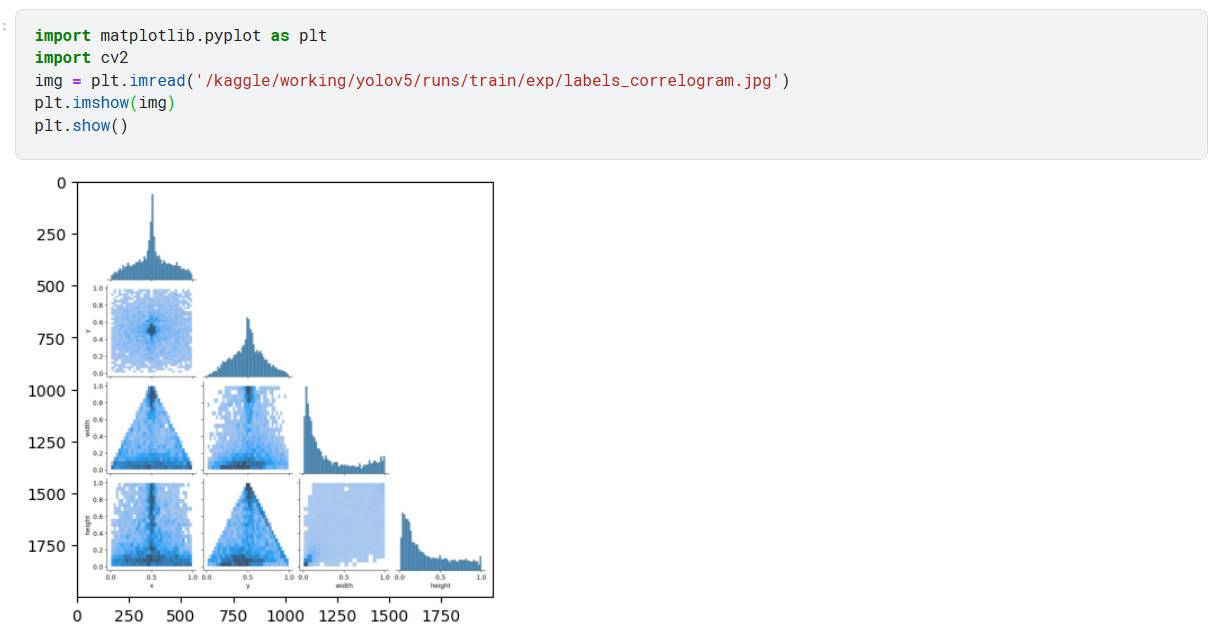 :
import matplotlib.pyplot as plt
import cv2
img = plt.imread('/kaggle/working/yolov5/runs/train/exp/labels_correlogram.jpg')
plt.imshow(img)
plt.show()
0
250
500
1.0
0.8
0.6
y
0.4
0.2
0.0
750
1000
1.0
0.8
0.6
width
0.4
0.2
0.0
1250
1500
1.0
0.8
0.6
height
0.4
0.2
0.0
1750
0.0 0.5 1.0 0.0 0.5 1.0 0.0 0.5 1.0 0.0 0.5 1.0
x y width height
0 250 500 750 1000 1250 1500 1750